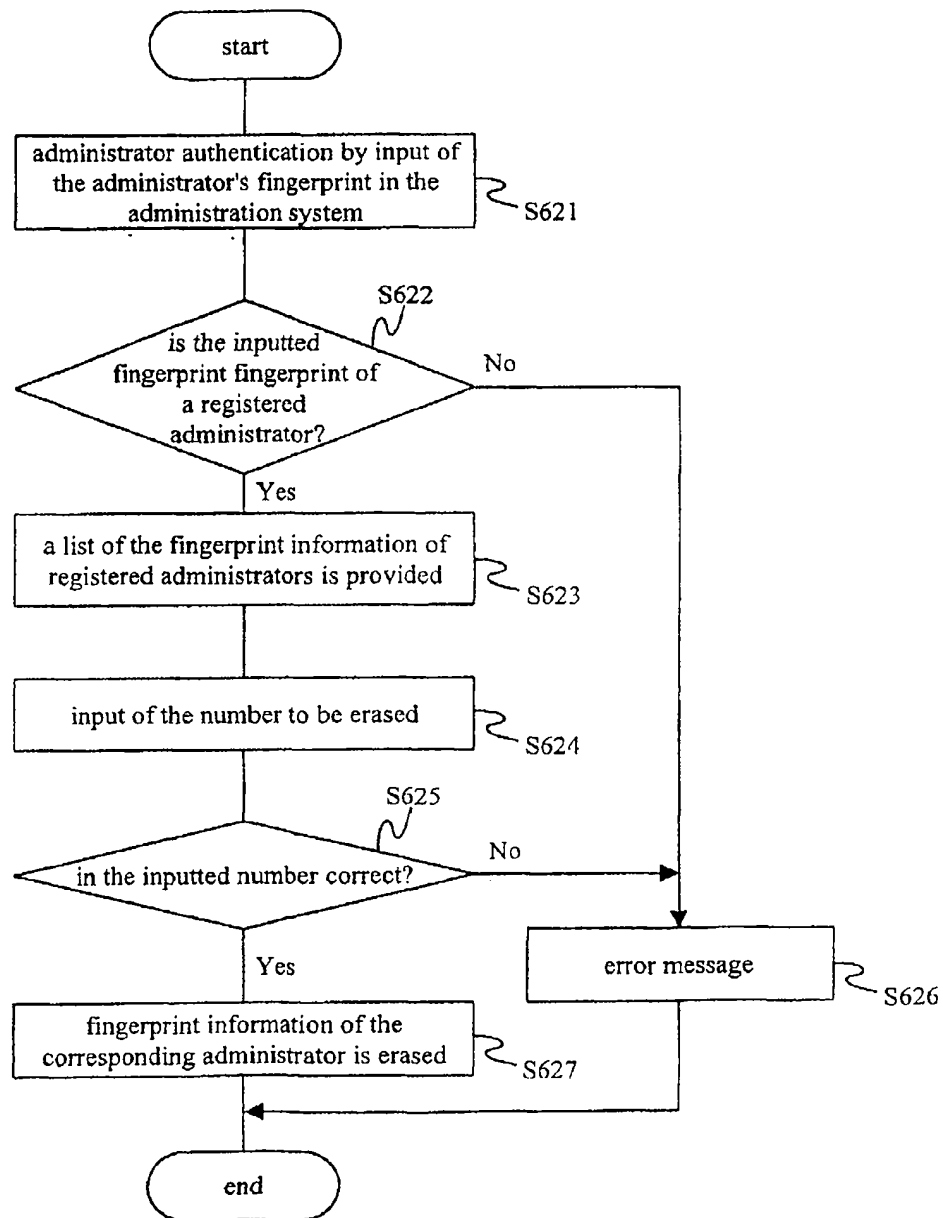 start
administrator authentication by input of
the administrator's fingerprint in the
administration system
S621
S622
is the inputted
fingerprint fingerprint of
a registered
administrator?
No
Yes
a list of the fingerprint information of
registered administrators is provided
S623
input of the number to be erased
S624
S625
in the inputted number correct?
No
Yes
error message
S626
fingerprint information of the
corresponding administrator is erased
S627
end